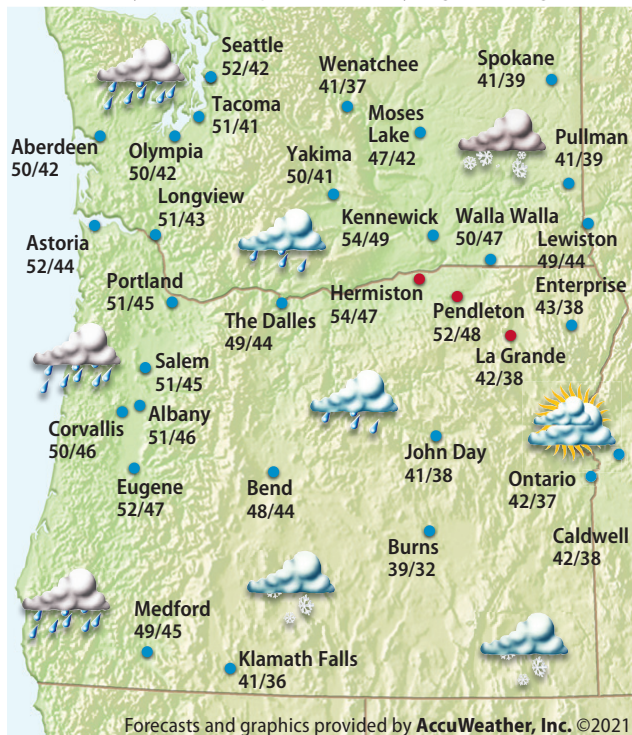 Seattle
52/42
Wenatchee
41/37
Spokane
41/39
Tacoma
51/41
Moses
Lake
47/42
Pullman
41/39
Aberdeen
50/42
Olympia
50/42
Yakima
50/41
Longview
51/43
Kennewick
54/49
Walla Walla
50/47
Lewiston
49/44
Astoria
52/44
Portland
51/45
The Dalles
49/44
Hermiston
54/47
Pendleton
52/48
Enterprise
43/38
La Grande
42/38
Salem
51/45
Albany
51/46
Corvallis
50/46
John Day
41/38
Ontario
42/37
Eugene
52/47
Bend
48/44
Burns
39/32
Caldwell
42/38
Medford
49/45
Klamath Falls
41/36
Forecasts and graphics provided by AccuWeather, Inc. ©2021